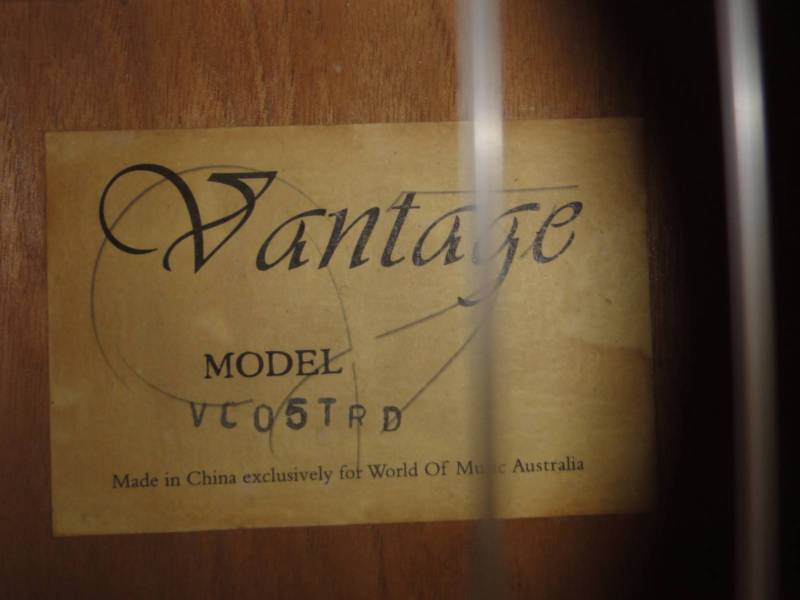 Vantage
MODEL
VC05TRD
Made in China exclusively for World Of Music Australia